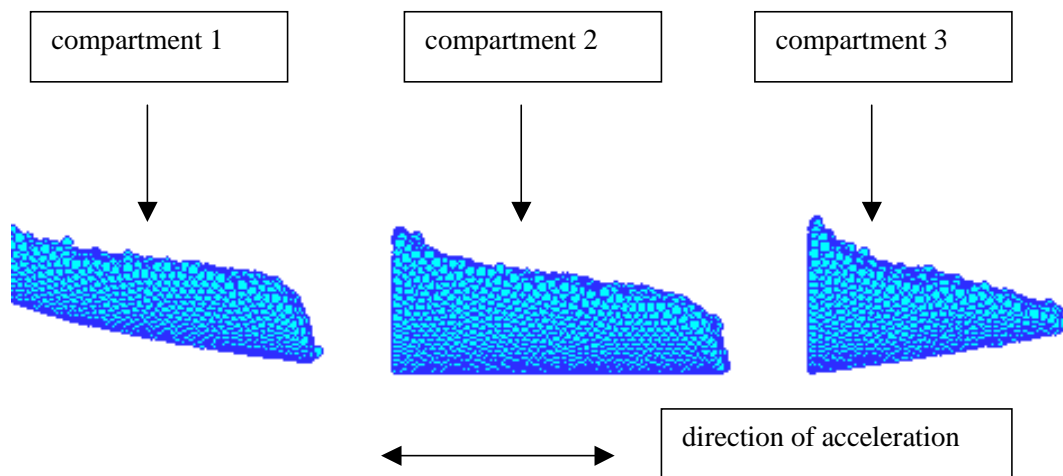 compartment 1
compartment 2
compartment 3
direction of acceleration